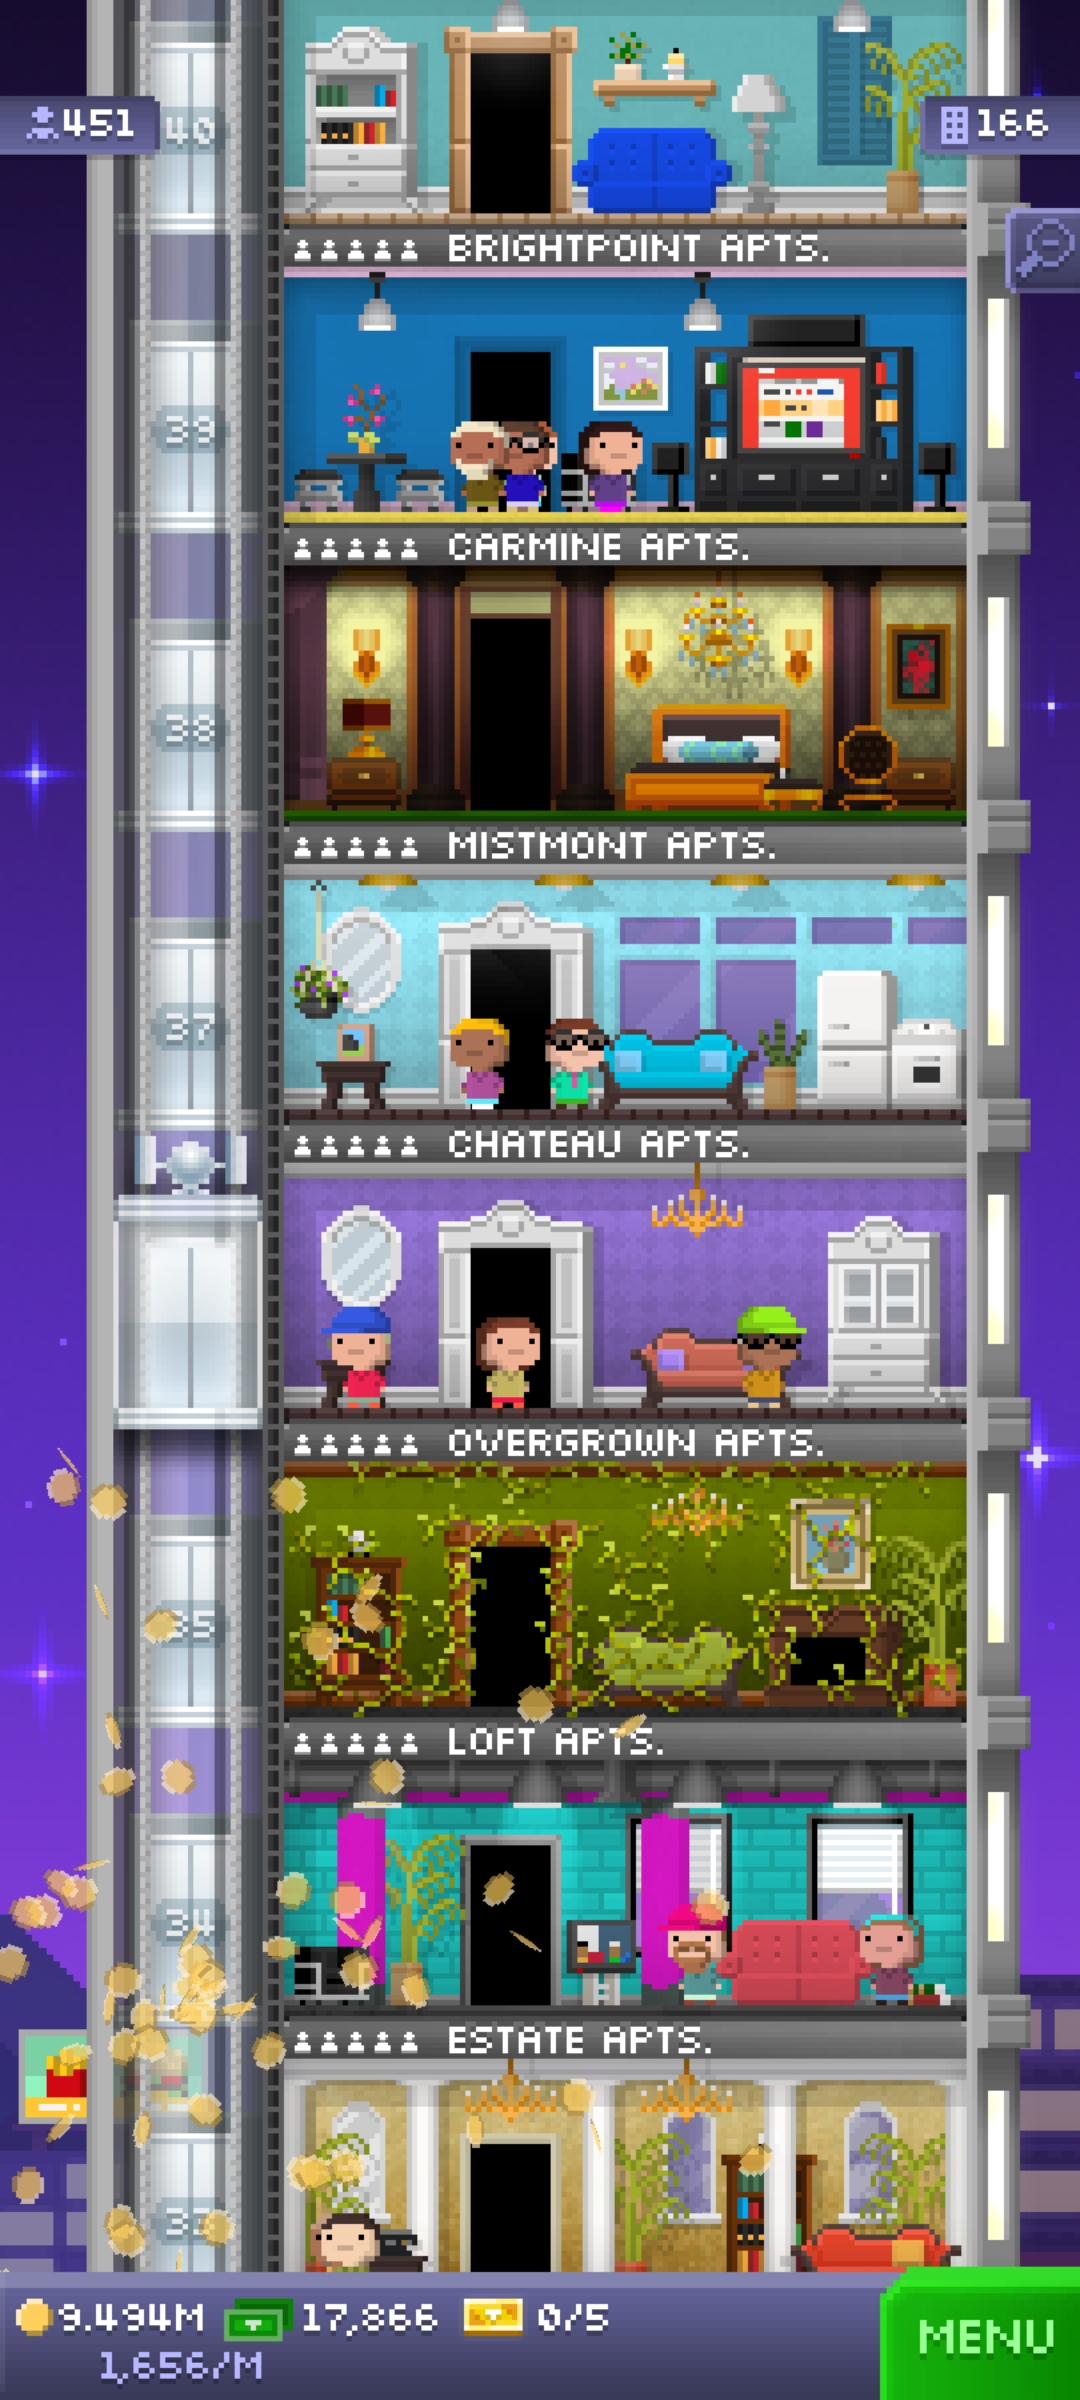 451
40
166
BRIGHTPOINT APTS.
39
CARMINE APTS.
38
MISTMONT APTS.
37
CHATEAU APTS.
OVERGROWN APTS.
35
LOFT APTS.
34
ESTATE APTS.
9.494M 17,866 0/5
1,656/M
MENU